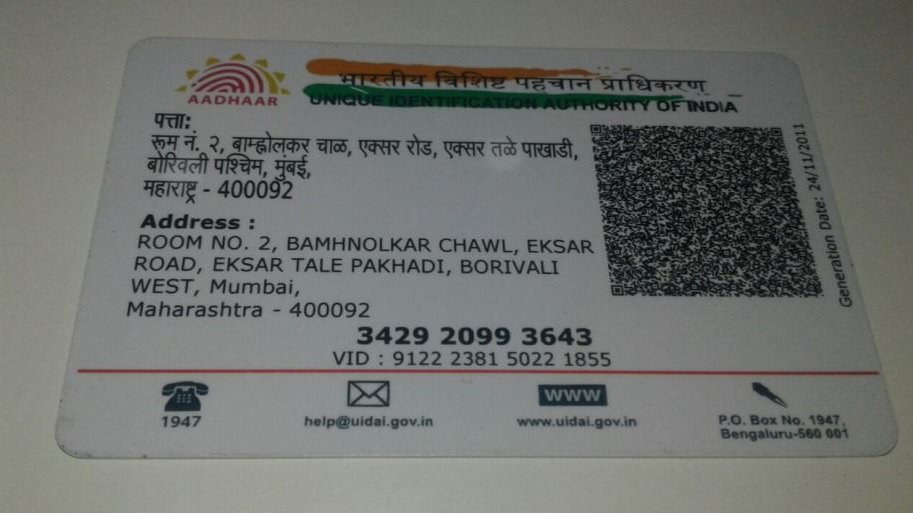 AADHAAR
भारतीय विशिष्ट पहचान प्राधिकरण
UNIQUE IDENTIFICATION AUTHORITY OF INDIA
पत्ता:
रूम नं. २, बाम्ह्नोलकर चाळ, एक्सर रोड, एक्सर तळे पाखाडी,
बोरिवली पश्चिम, मुंबई,
महाराष्ट्र - 400092
Address :
ROOM NO. 2, BAMHNOLKAR CHAWL, EKSAR
ROAD, EKSAR TALE PAKHADI, BORIVALI
WEST, Mumbai,
Maharashtra - 400092
Generation Date: 24/11/2011
3429 2099 3643
VID : 9122 2381 5022 1855
1947
help@uidai.gov.in
WWW
www.uidai.gov.in
P.O. Box No. 1947,
Bengaluru-560 001